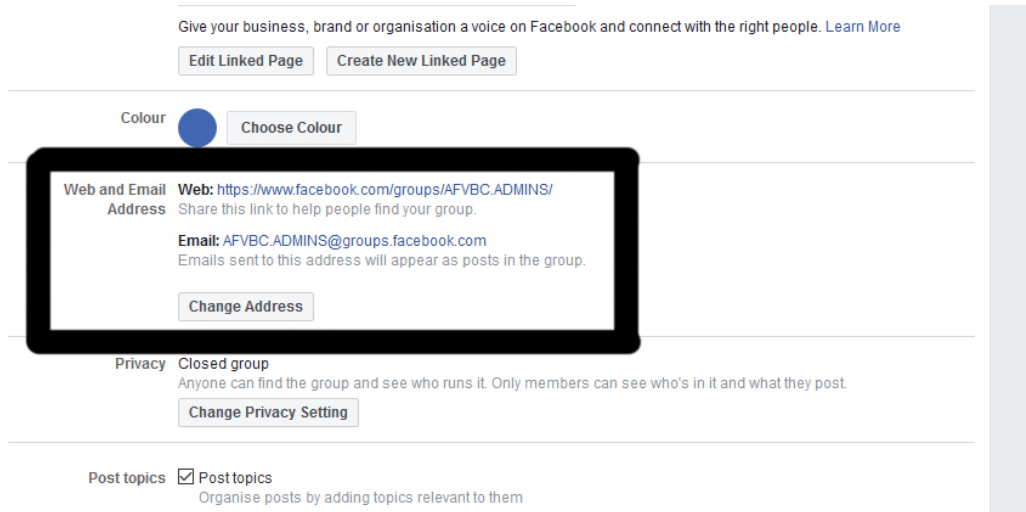 Give your business, brand or organisation a voice on Facebook and connect with the right people. Learn More
Edit Linked Page Create New Linked Page
Colour Choose Colour
Web and Email Web: https://www.facebook.com/groups/AFVBC.ADMINS/
Address Share this link to help people find your group.
Email: AFVBC.ADMINS@groups.facebook.com
Emails sent to this address will appear as posts in the group.
Change Address
Privacy Closed group
Anyone can find the group and see who runs it. Only members can see who's in it and what they post.
Change Privacy Setting
Post topics Post topics
Organise posts by adding topics relevant to them